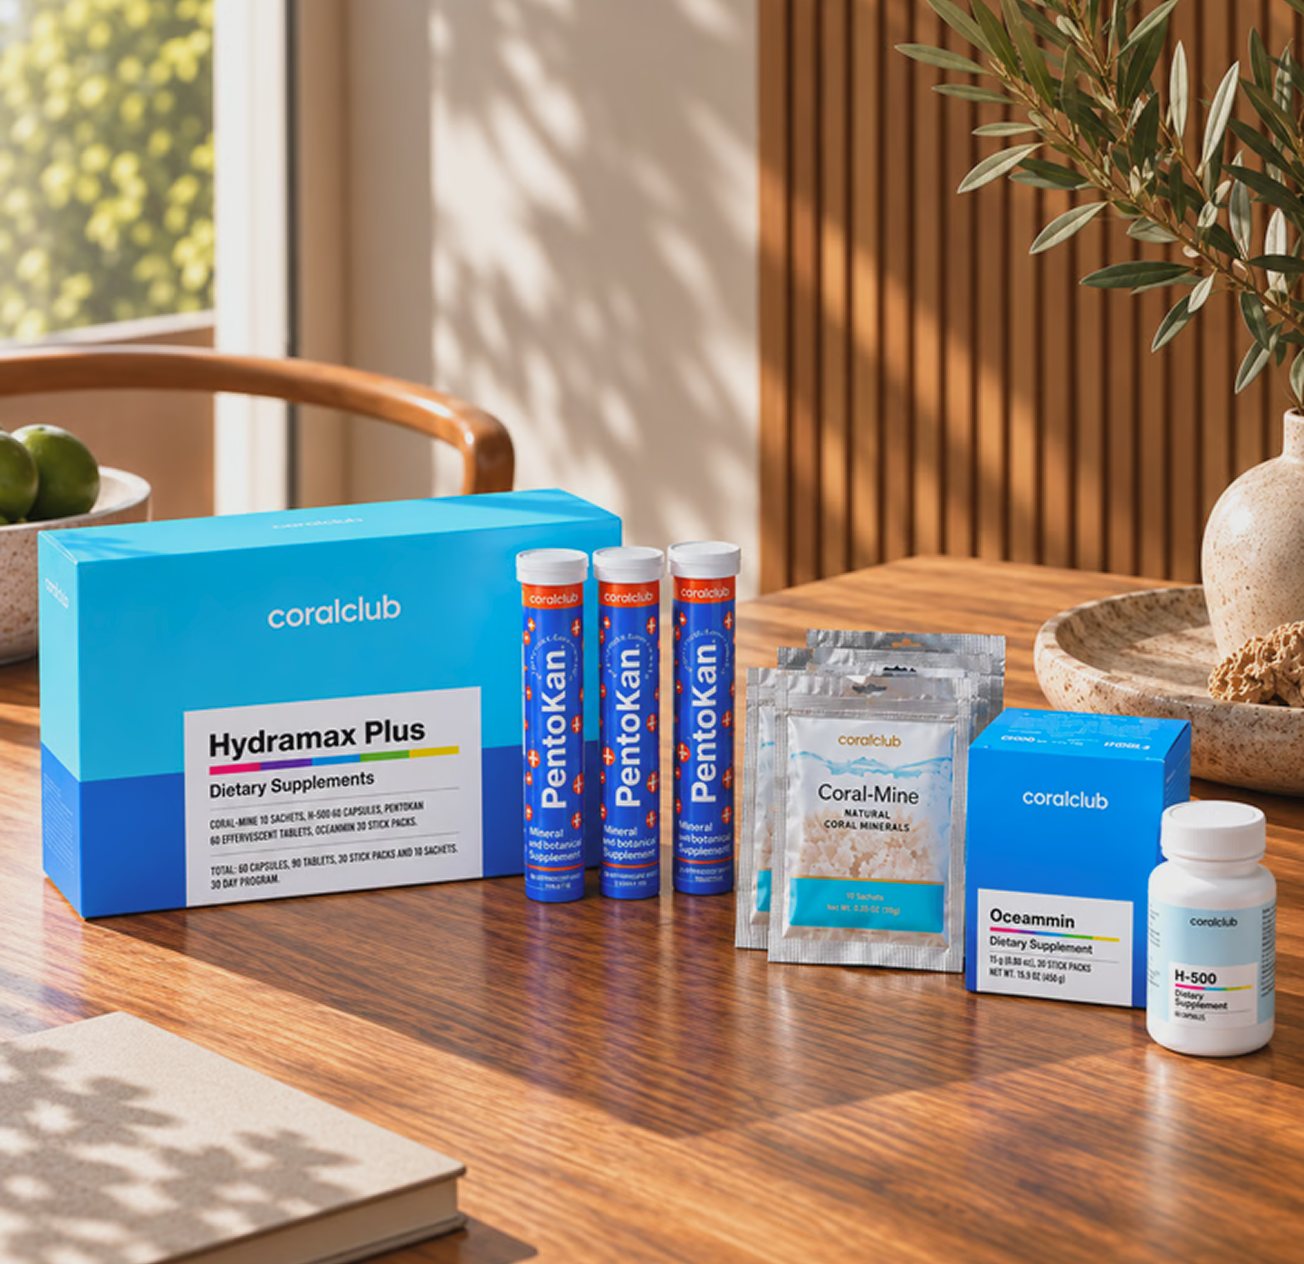 coralclub
coralclub
Hydramax Plus
Dietary Supplements
CORAL-MINE 10 SACHETS, H-500 60 CAPSULES, PENTOKAN
60 EFFERVESCENT TABLETS, OCEANMIN 30 STICK PACKS.
TOTAL: 60 CAPSULES, 90 TABLETS, 30 STICK PACKS AND 10 SACHETS.
30 DAY PROGRAM.
coralclub
PentoKan
Mineral
and botanical
Supplement
coralclub
PentoKan
Mineral
and botanical
Supplement
coralclub
PentoKan
Mineral
and botanical
Supplement
coralclub
Coral-Mine
NATURAL
CORAL MINERALS
10 Sachets
coralclub
Oceammin
Dietary Supplement
30 STICK PACKS
NET WT. 15.9 OZ (450 g)
coralclub
H-500
Dietary
Supplement
60 CAPSULES